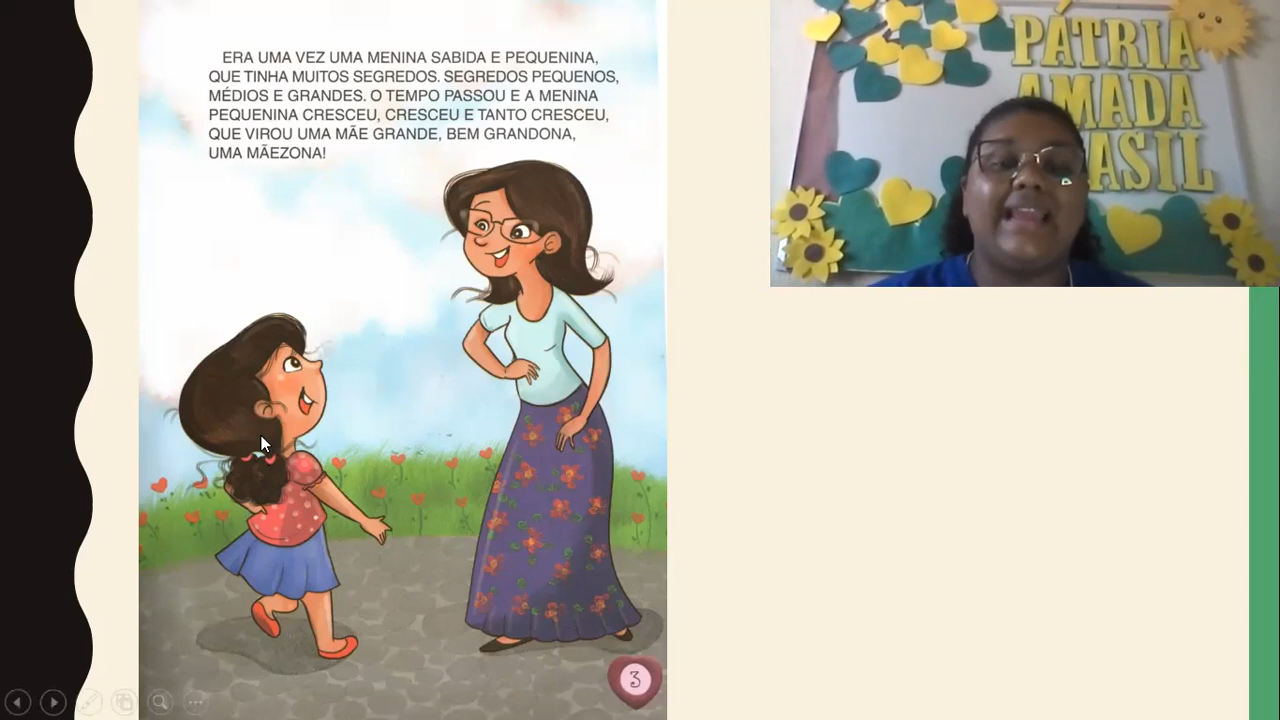 ERA UMA VEZ UMA MENINA SABIDA E PEQUENINA,
QUE TINHA MUITOS SEGREDOS. SEGREDOS PEQUENOS,
MÉDIOS E GRANDES. O TEMPO PASSOU E A MENINA
PEQUENINA CRESCEU, CRESCEU E TANTO CRESCEU,
QUE VIROU UMA MÃE GRANDE, BEM GRANDONA,
UMA MÃEZONA!
3
PÁTRIA
AMADA
ASIL